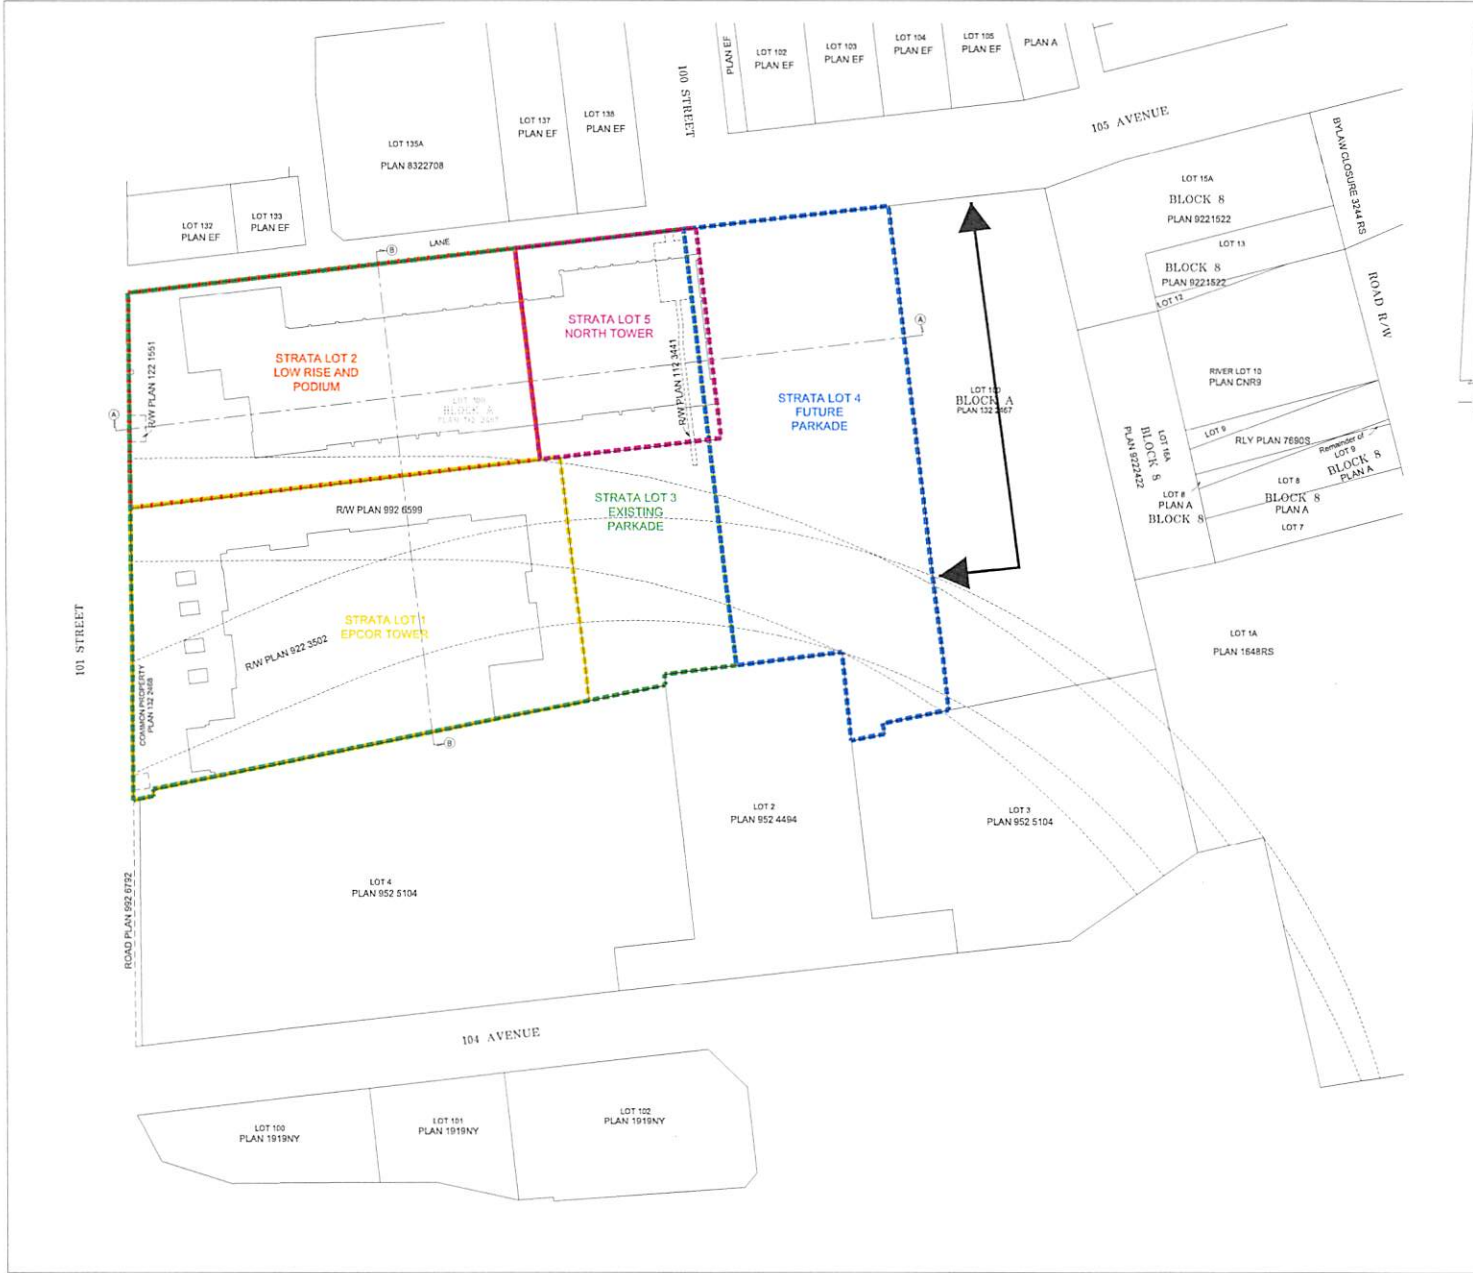 PLAN EF
LOT 102
PLAN EF
LOT 103
PLAN EF
LOT 104
PLAN EF
LOT 105
PLAN EF
PLAN A
100 STREET
105 AVENUE
LOT 137
PLAN EF
LOT 138
PLAN EF
LOT 135A
PLAN 8322708
LOT 132
PLAN EF
LOT 133
PLAN EF
LANE
BYLAW CLOSURE 3244 RS
LOT 15A
BLOCK 8
PLAN 9221522
LOT 13
BLOCK 8
PLAN 9221522
LOT 12
ROAD R/W
B
A
STRATA LOT 5
NORTH TOWER
STRATA LOT 2
LOW RISE AND
PODIUM
R/W PLAN 122 1551
R/W PLAN 112 3441
A
BLOCK A
STRATA LOT 4
FUTURE
PARKADE
BLOCK A
PLAN 132 2467
RIVER LOT 10
PLAN CNR9
LOT 9
RLY PLAN 7690S
Remainder of
LOT 9
BLOCK 8
PLAN A
LOT 16A
BLOCK 8
PLAN 9222422
LOT 8
PLAN A
BLOCK 8
LOT 8
BLOCK 8
PLAN A
LOT 7
R/W PLAN 992 6599
STRATA LOT 3
EXISTING
PARKADE
STRATA LOT 1
EPCOR TOWER
R/W PLAN 922 3502
101 STREET
COMMON PROPERTY
PLAN 132 2468
B
LOT 1A
PLAN 1648RS
LOT 2
PLAN 952 4494
LOT 3
PLAN 952 5104
LOT 4
PLAN 952 5104
ROAD PLAN 992 6792
104 AVENUE
LOT 100
PLAN 1919NY
LOT 101
PLAN 1919NY
LOT 102
PLAN 1919NY